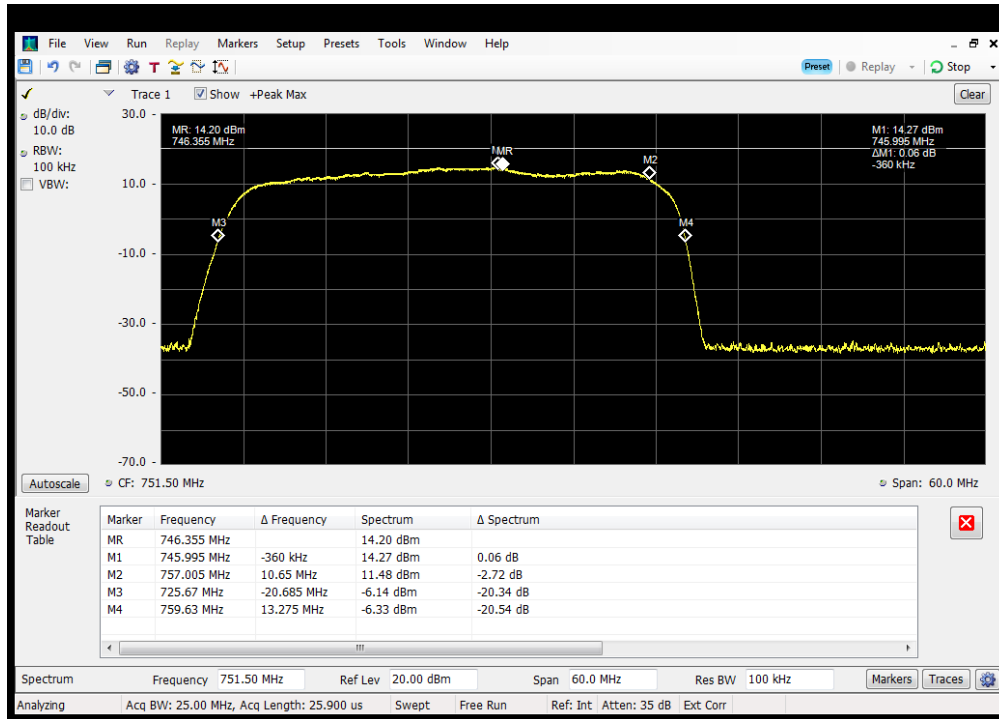 File View Run Replay Markers Setup Presets Tools Window Help
T Preset Replay Stop
Trace 1 Show +Peak Max Clear
dB/div:
10.0 dB
RBW:
100 kHz
VBW:
30.0
10.0
-10.0
-30.0
-50.0
-70.0
MR: 14.20 dBm
746.355 MHz
M1: 14.27 dBm
745.995 MHz
ΔM1: 0.06 dB
-360 kHz
MR
M2
M3
M4
Autoscale CF: 751.50 MHz Span: 60.0 MHz
Marker
Readout
Table
Marker Frequency Δ Frequency Spectrum Δ Spectrum
MR 746.355 MHz 14.20 dBm
M1 745.995 MHz -360 kHz 14.27 dBm 0.06 dB
M2 757.005 MHz 10.65 MHz 11.48 dBm -2.72 dB
M3 725.67 MHz -20.685 MHz -6.14 dBm -20.34 dB
M4 759.63 MHz 13.275 MHz -6.33 dBm -20.54 dB
Spectrum Frequency 751.50 MHz Ref Lev 20.00 dBm Span 60.0 MHz Res BW 100 kHz Markers Traces
Analyzing Acq BW: 25.00 MHz, Acq Length: 25.900 us Swept Free Run Ref: Int Atten: 35 dB Ext Corr